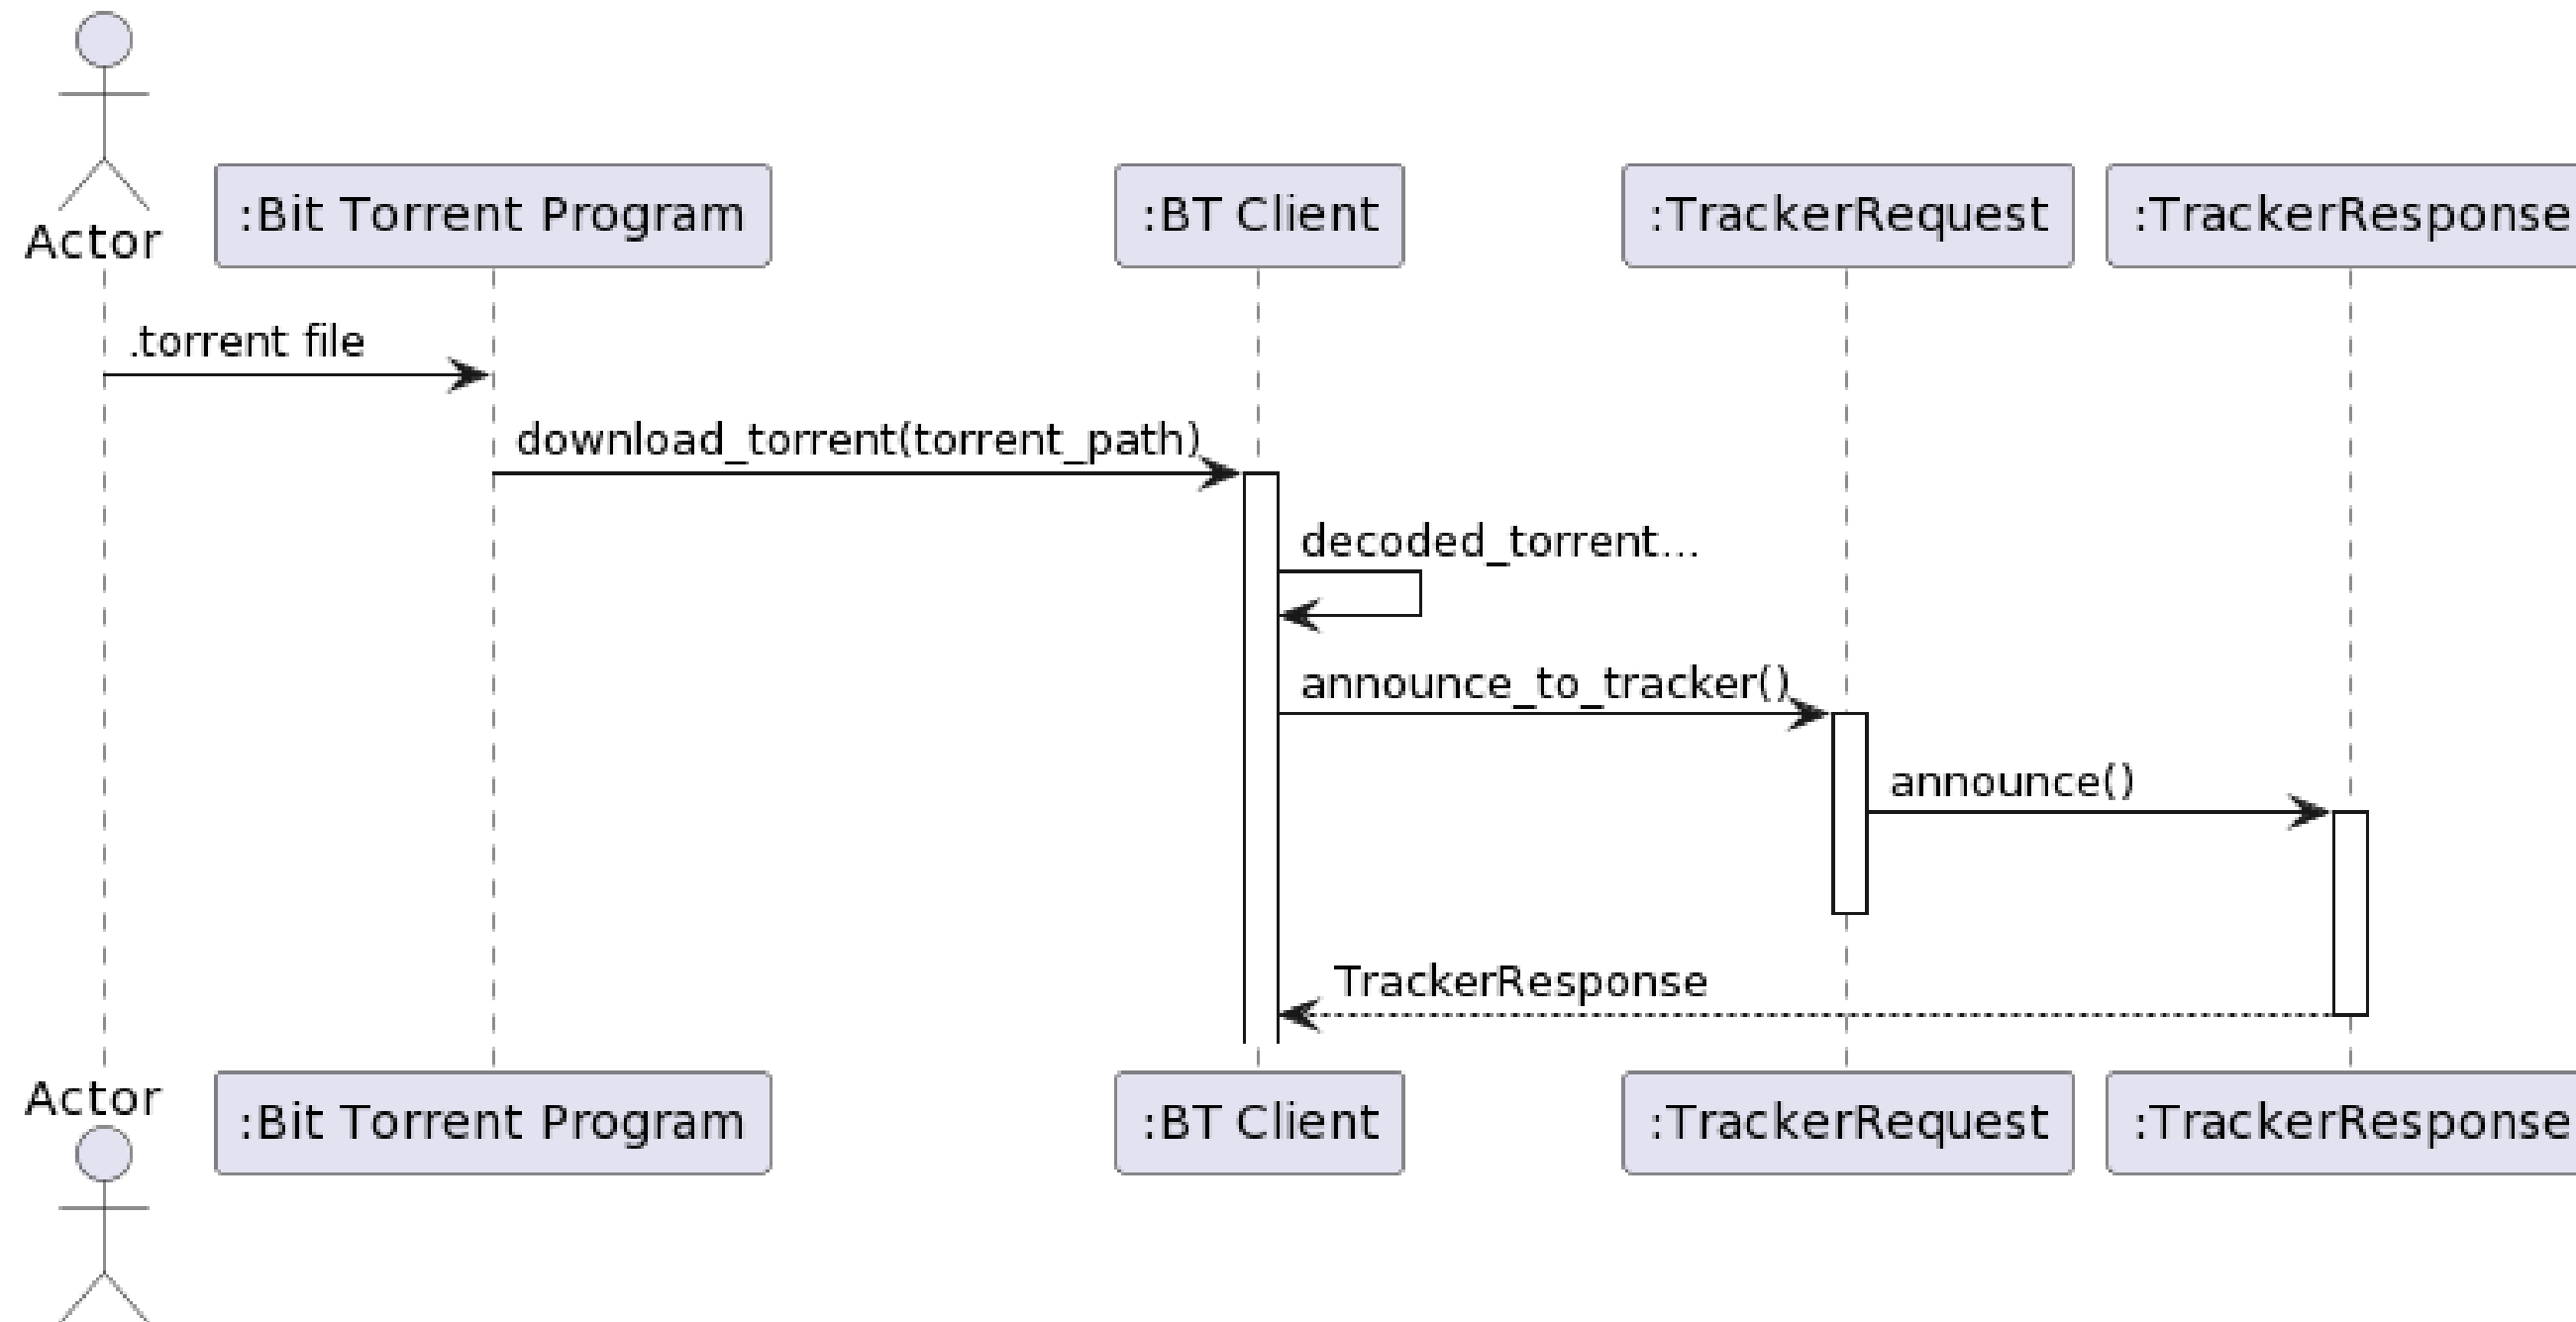 Actor
:Bit Torrent Program
:BT Client
:TrackerRequest
:TrackerResponse
.torrent file
download_torrent(torrent_path)
decoded_torrent...
announce_to_tracker()
announce()
TrackerResponse
Actor
:Bit Torrent Program
:BT Client
:TrackerRequest
:TrackerResponse